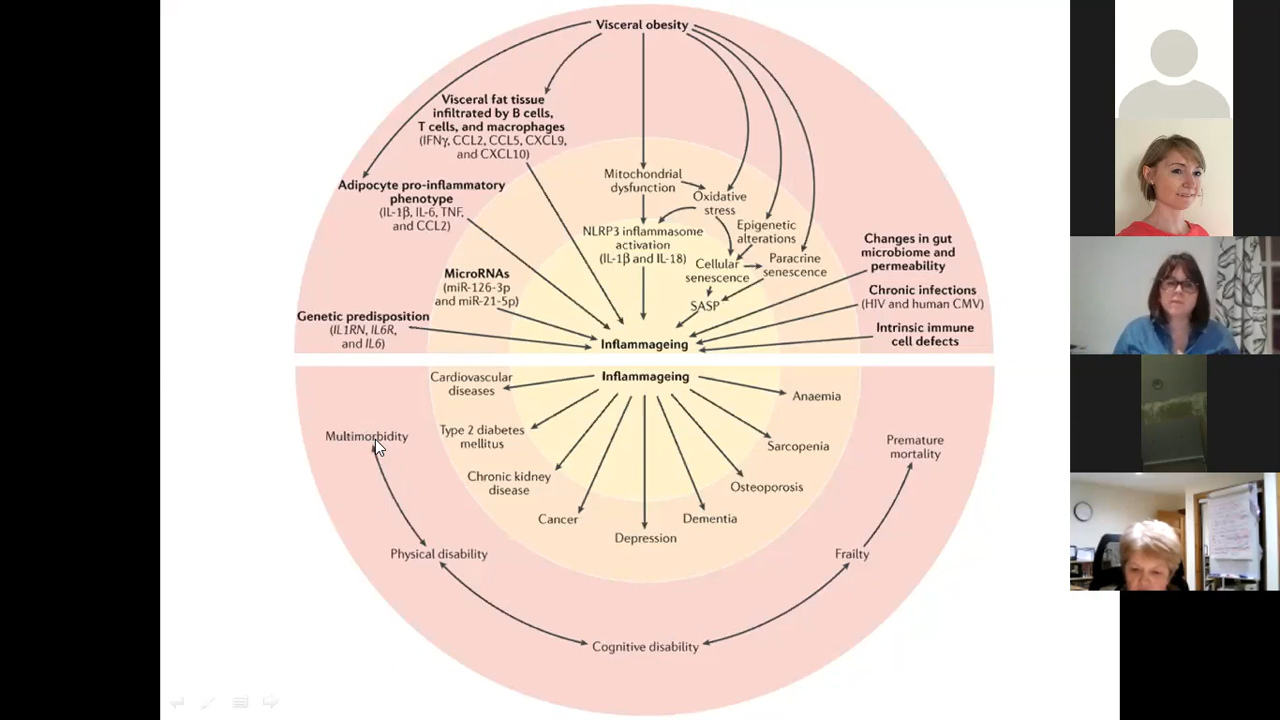 Visceral obesity
Visceral fat tissue
infiltrated by B cells,
T cells, and macrophages
(IFNγ, CCL2, CCL5, CXCL9,
and CXCL10)
Adipocyte pro-inflammatory
phenotype
(IL-1β, IL-6, TNF,
and CCL2)
MicroRNAs
(miR-126-3p
and miR-21-5p)
Genetic predisposition
(IL1RN, IL6R,
and IL6)
Mitochondrial
dysfunction
Oxidative
stress
NLRP3 inflammasome
activation
(IL-1β and IL-18)
Epigenetic
alterations
Cellular
senescence
Paracrine
senescence
SASP
Changes in gut
microbiome and
permeability
Chronic infections
(HIV and human CMV)
Intrinsic immune
cell defects
Inflammageing
Inflammageing
Cardiovascular
diseases
Type 2 diabetes
mellitus
Chronic kidney
disease
Cancer
Depression
Dementia
Osteoporosis
Sarcopenia
Anaemia
Multimorbidity
Physical disability
Cognitive disability
Frailty
Premature
mortality